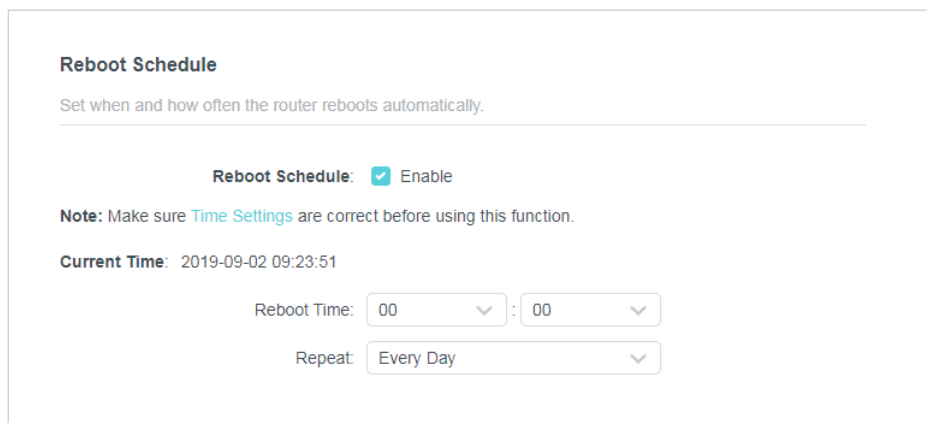 Reboot Schedule
Set when and how often the router reboots automatically.
Reboot Schedule: Enable
Note: Make sure Time Settings are correct before using this function.
Current Time: 2019-09-02 09:23:51
Reboot Time: 00 : 00
Repeat: Every Day